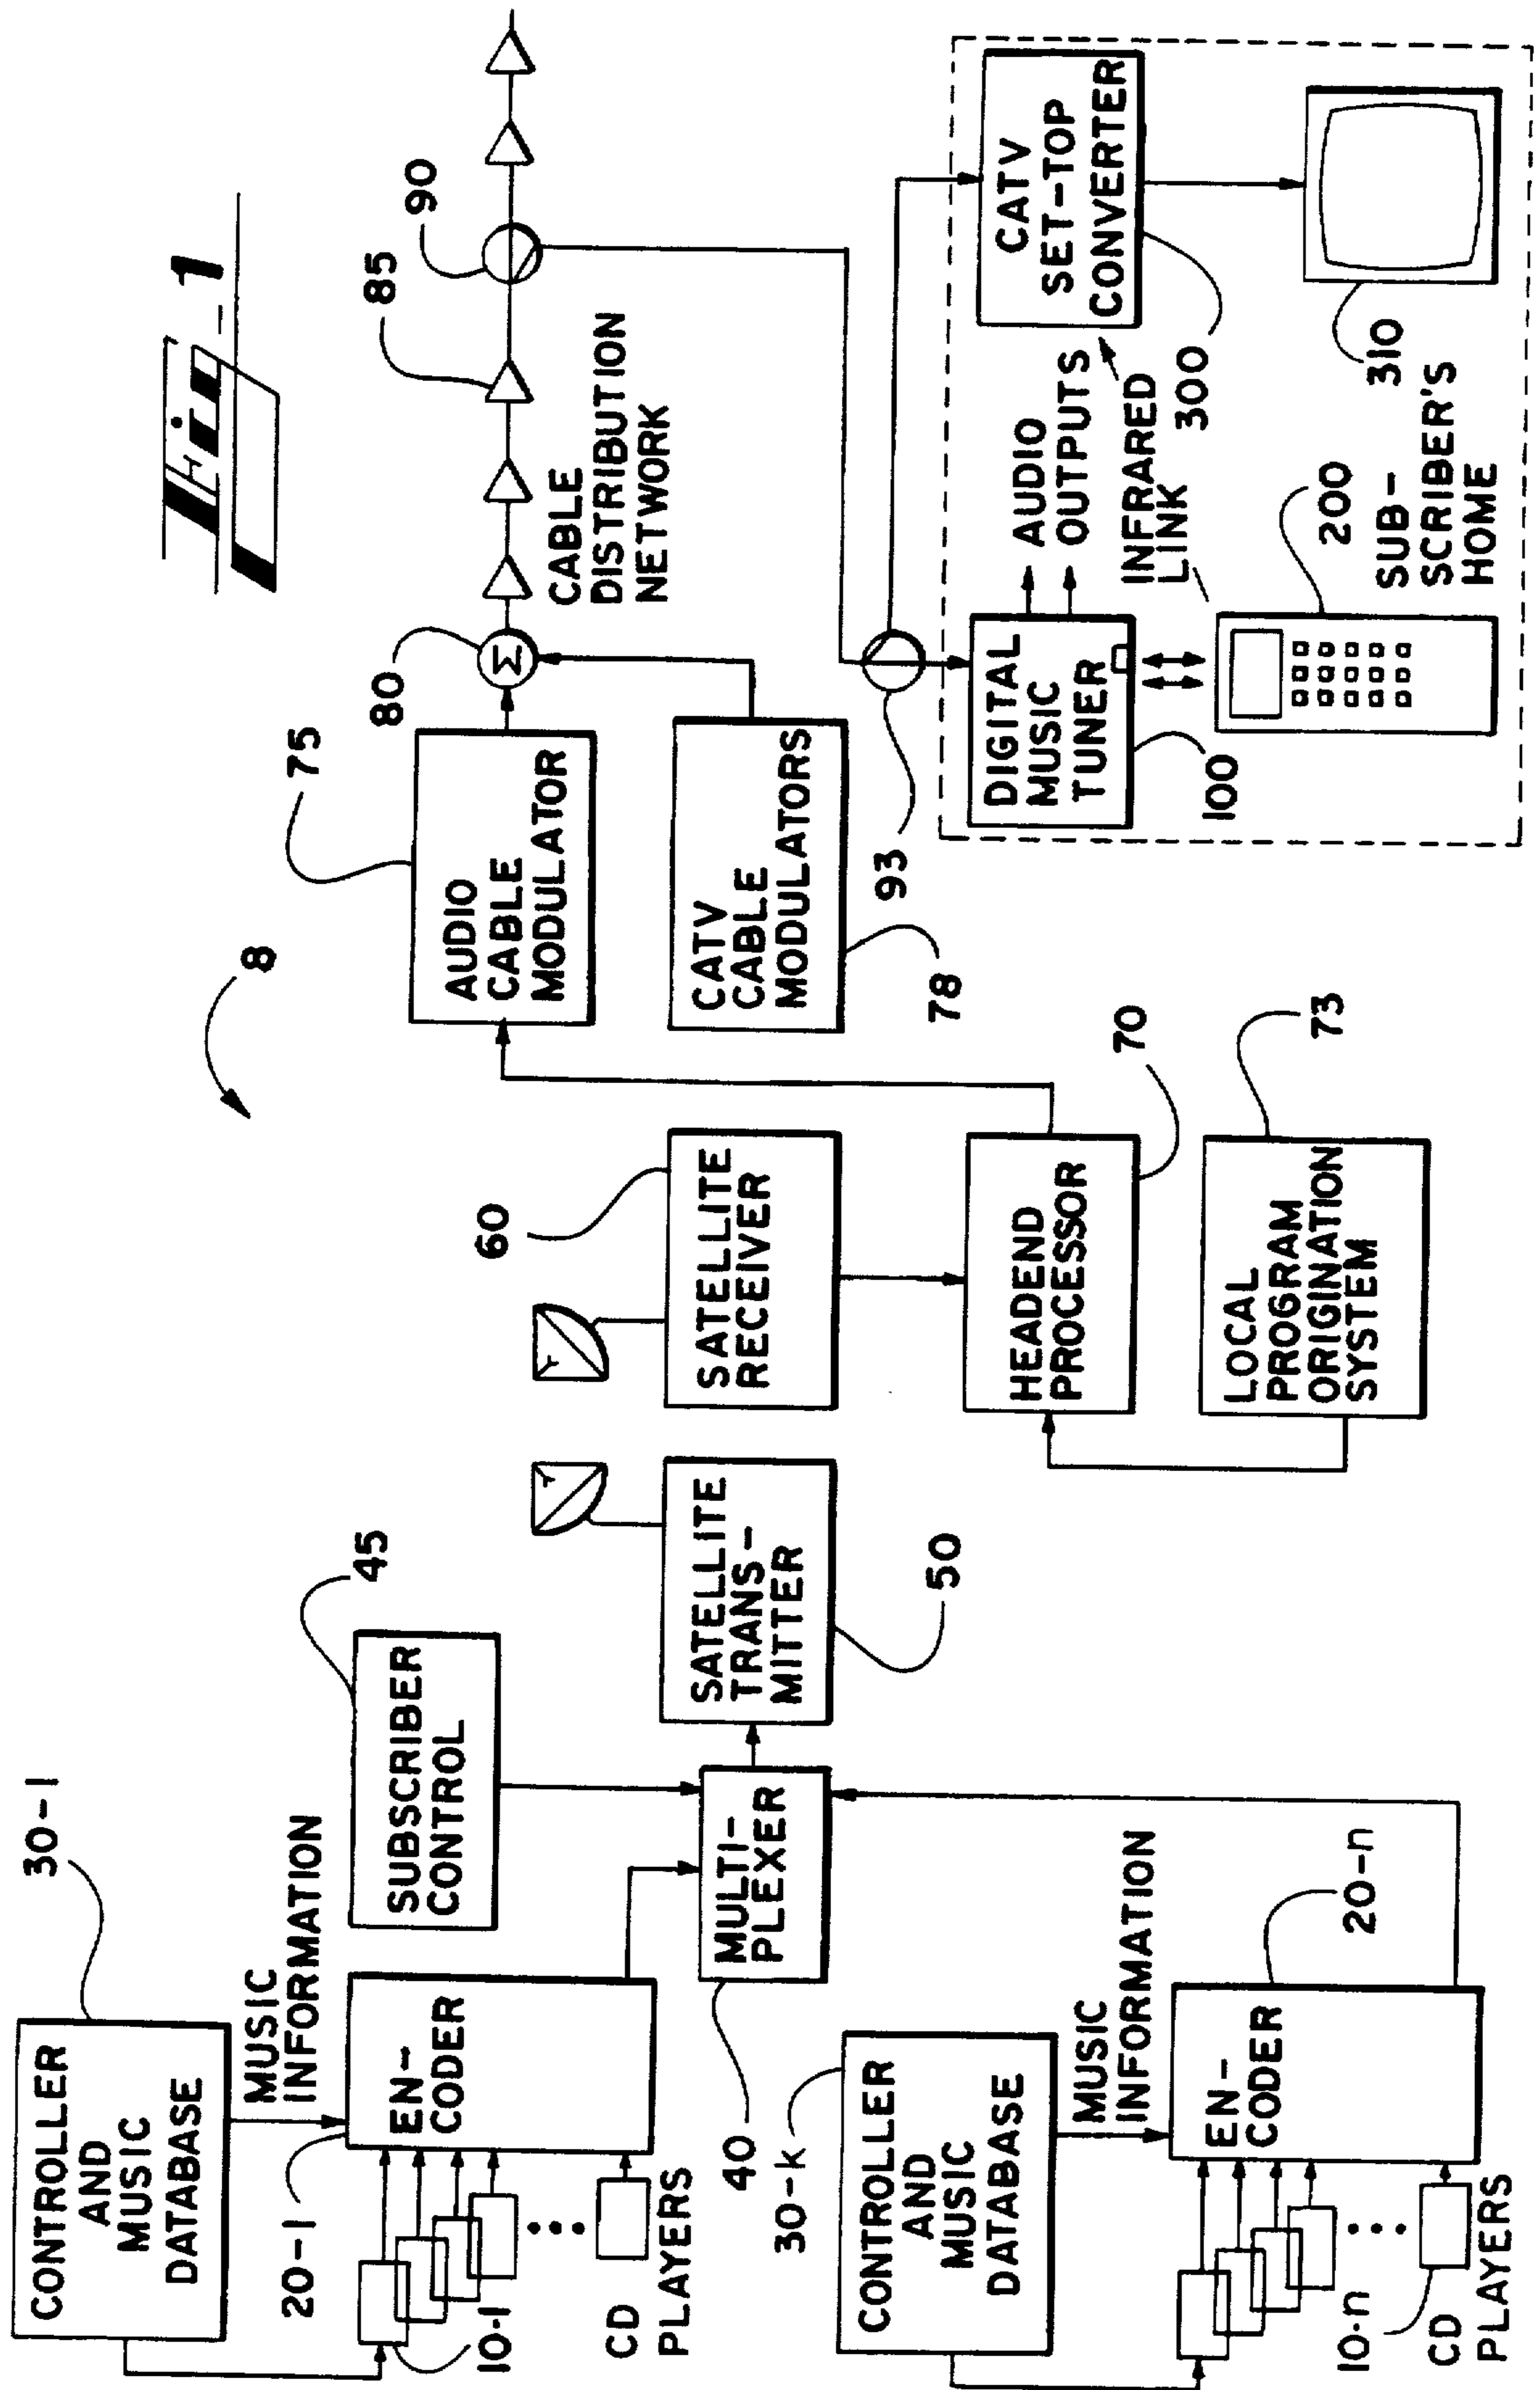 Fig_1
8
CONTROLLER
AND
MUSIC
DATABASE
30-1
MUSIC
INFORMATION
20-1
EN-
CODER
10-1
CD
PLAYERS
SUBSCRIBER
CONTROL
45
MULTI-
PLEXER
40
SATELLITE
TRANS-
MITTER
50
CONTROLLER
AND
MUSIC
DATABASE
30-k
MUSIC
INFORMATION
EN-
CODER
20-n
10-n
CD
PLAYERS
60
SATELLITE
RECEIVER
HEADEND
PROCESSOR
70
LOCAL
PROGRAM
ORIGINATION
SYSTEM
73
75
AUDIO
CABLE
MODULATOR
CATV
CABLE
MODULATORS
78
80
Σ
85
90
CABLE
DISTRIBUTION
NETWORK
93
DIGITAL
MUSIC
TUNER
100
AUDIO
OUTPUTS
INFRARED
LINK
200
CATV
SET-TOP
CONVERTER
300
310
SUB-
SCRIBER'S
HOME